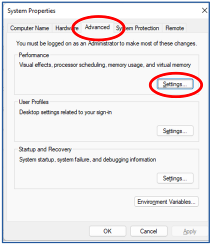 System Properties
Computer Name Hardware Advanced System Protection Remote
You must be logged on as an Administrator to make most of these changes.
Performance
Visual effects, processor scheduling, memory usage, and virtual memory
Settings...
User Profiles
Desktop settings related to your sign-in
Settings...
Startup and Recovery
System startup, system failure, and debugging information
Settings...
Environment Variables...
OK Cancel Apply